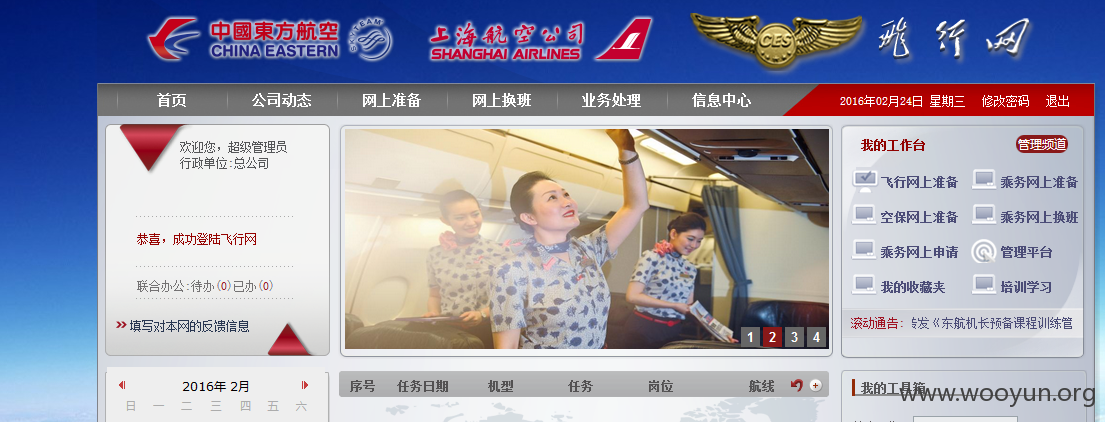 中國東方航空
CHINA EASTERN
SKYTEAM
上海航空公司
SHANGHAI AIRLINES
CES
飛行网
首页 公司动态 网上准备 网上换班 业务处理 信息中心
2016年02月24日 星期三 修改密码 退出
欢迎您，超级管理员
行政单位:总公司
恭喜，成功登陆飞行网
联合办公:待办(0)已办(0)
填写对本网的反馈信息
2016年 2月
日 一 二 三 四 五 六
1 2 3 4
序号 任务日期 机型 任务 岗位 航线
我的工作台 管理频道
飞行网上准备 乘务网上准备
空保网上准备 乘务网上换班
乘务网上申请 管理平台
我的收藏夹 培训学习
滚动通告： 转发《东航机长预备课程训练管
我的工具箱
www.wooyun.org